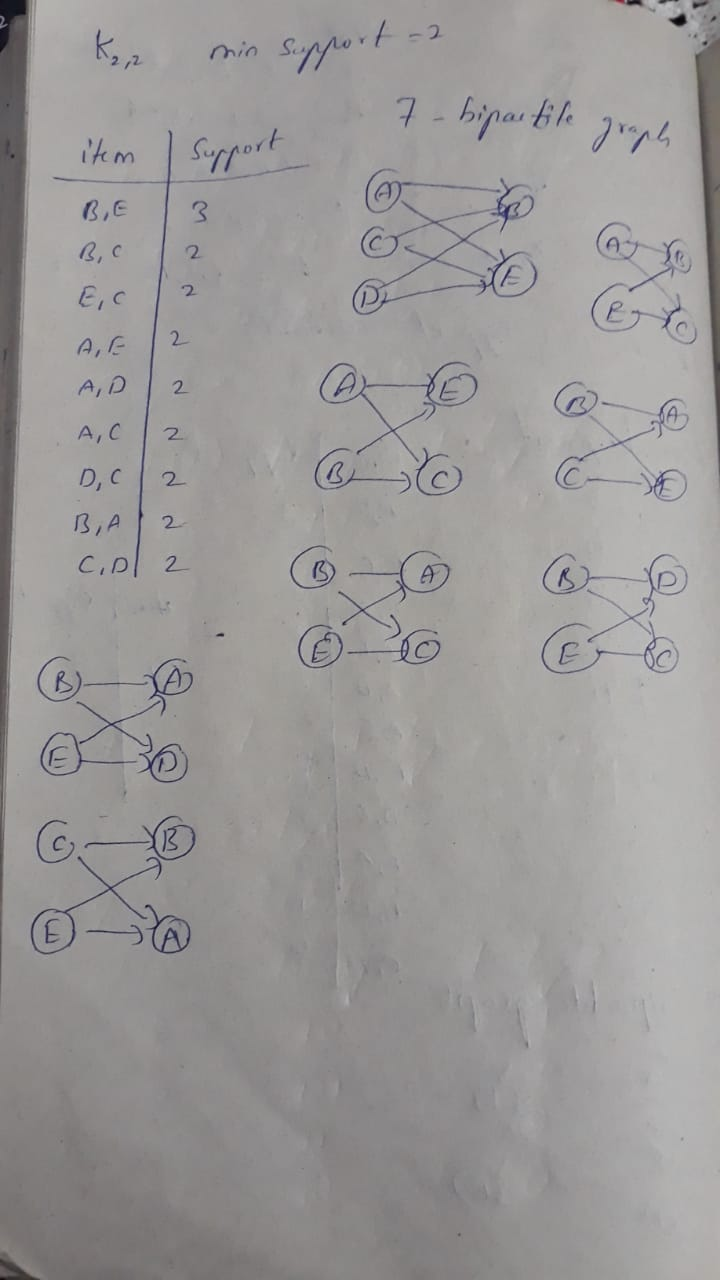 K2,2 min support = 2
7 - bipartite graph
item Support
B,E 3
B,C 2
E,C 2
A,E 2
A,D 2
A,C 2
D,C 2
B,A 2
C,D 2
A B
C
D E
A B
E C
A E
B C
B A
C E
B A
E C
B D
E C
B A
E D
C B
E A